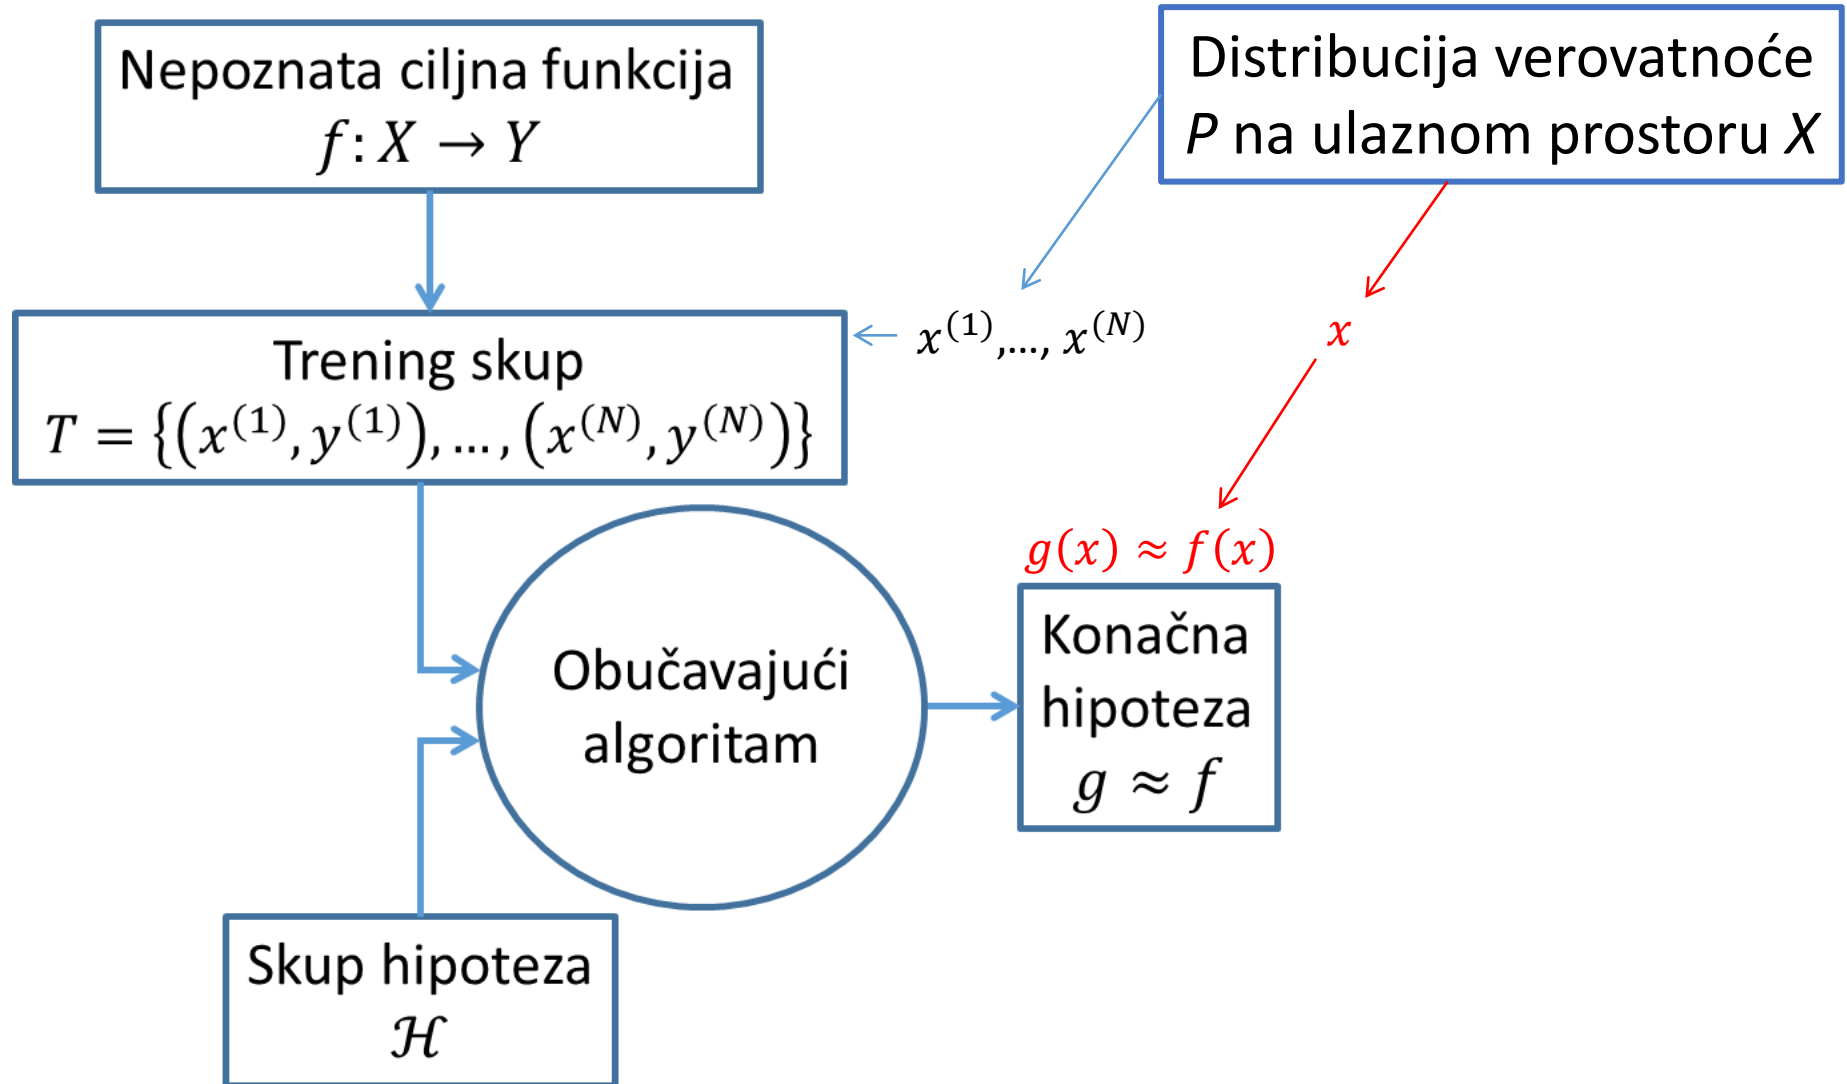 Nepoznata ciljna funkcija
f: X → Y
Distribucija verovatnoće
P na ulaznom prostoru X
x⁽¹⁾,..., x⁽ᴺ⁾
x
Trening skup
T = {(x⁽¹⁾, y⁽¹⁾), ... , (x⁽ᴺ⁾, y⁽ᴺ⁾)}
g(x) ≈ f(x)
Obučavajući
algoritam
Konačna
hipoteza
g ≈ f
Skup hipoteza
ℋ